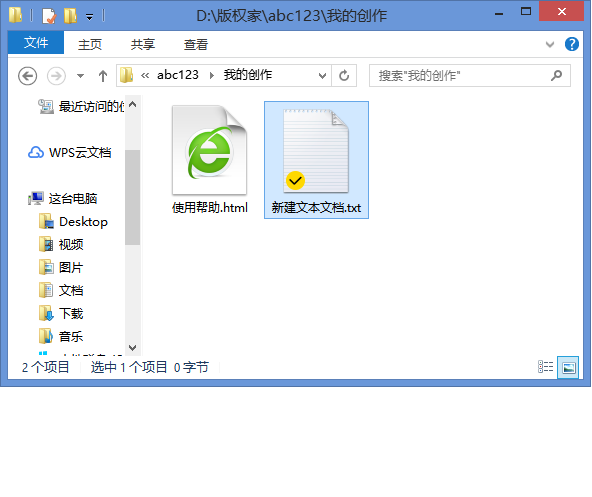 D:\版权家\abc123\我的创作
文件 主页 共享 查看
abc123 我的创作 搜索"我的创作"
最近访问的位
WPS云文档
这台电脑
Desktop
视频
图片
文档
下载
音乐
使用帮助.html
新建文本文档.txt
2 个项目 选中 1 个项目 0 字节